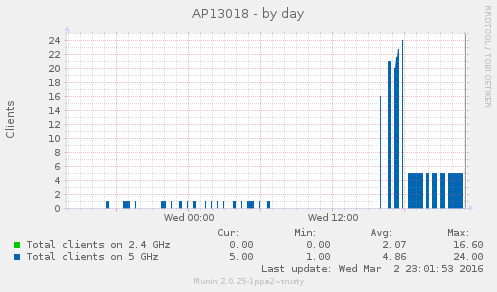 AP13018 - by day
RRDTOOL / TOBI OETIKER
Clients
24
22
20
18
16
14
12
10
8
6
4
2
0
Wed 00:00 Wed 12:00
Cur: Min: Avg: Max:
Total clients on 2.4 GHz 0.00 0.00 2.07 16.60
Total clients on 5 GHz 5.00 1.00 4.86 24.00
Last update: Wed Mar 2 23:01:53 2016
Munin 2.0.25-1ppa2~trusty